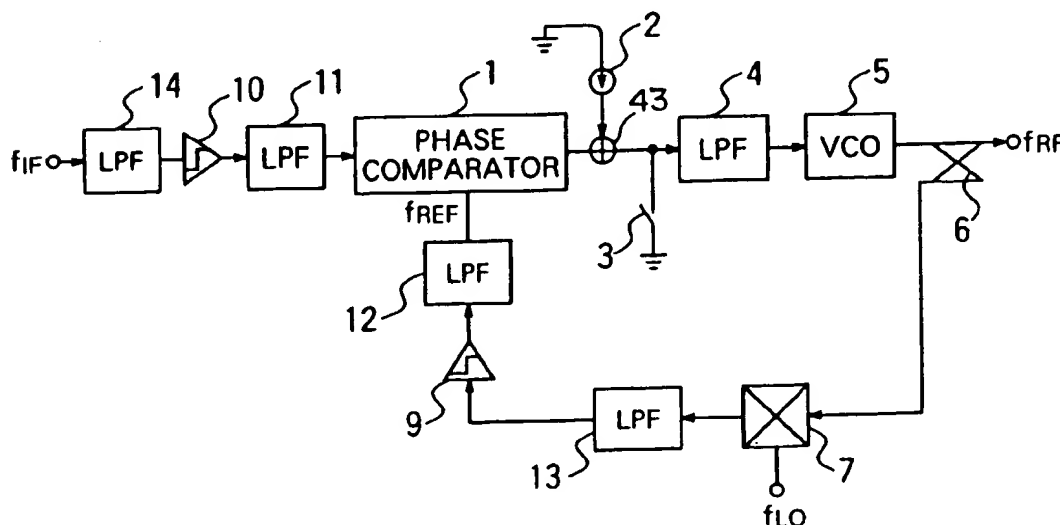 2
14
10
11
1
43
4
5
fIF
LPF
LPF
PHASE
COMPARATOR
LPF
VCO
fRF
fREF
3
6
LPF
12
9
LPF
13
7
fLO